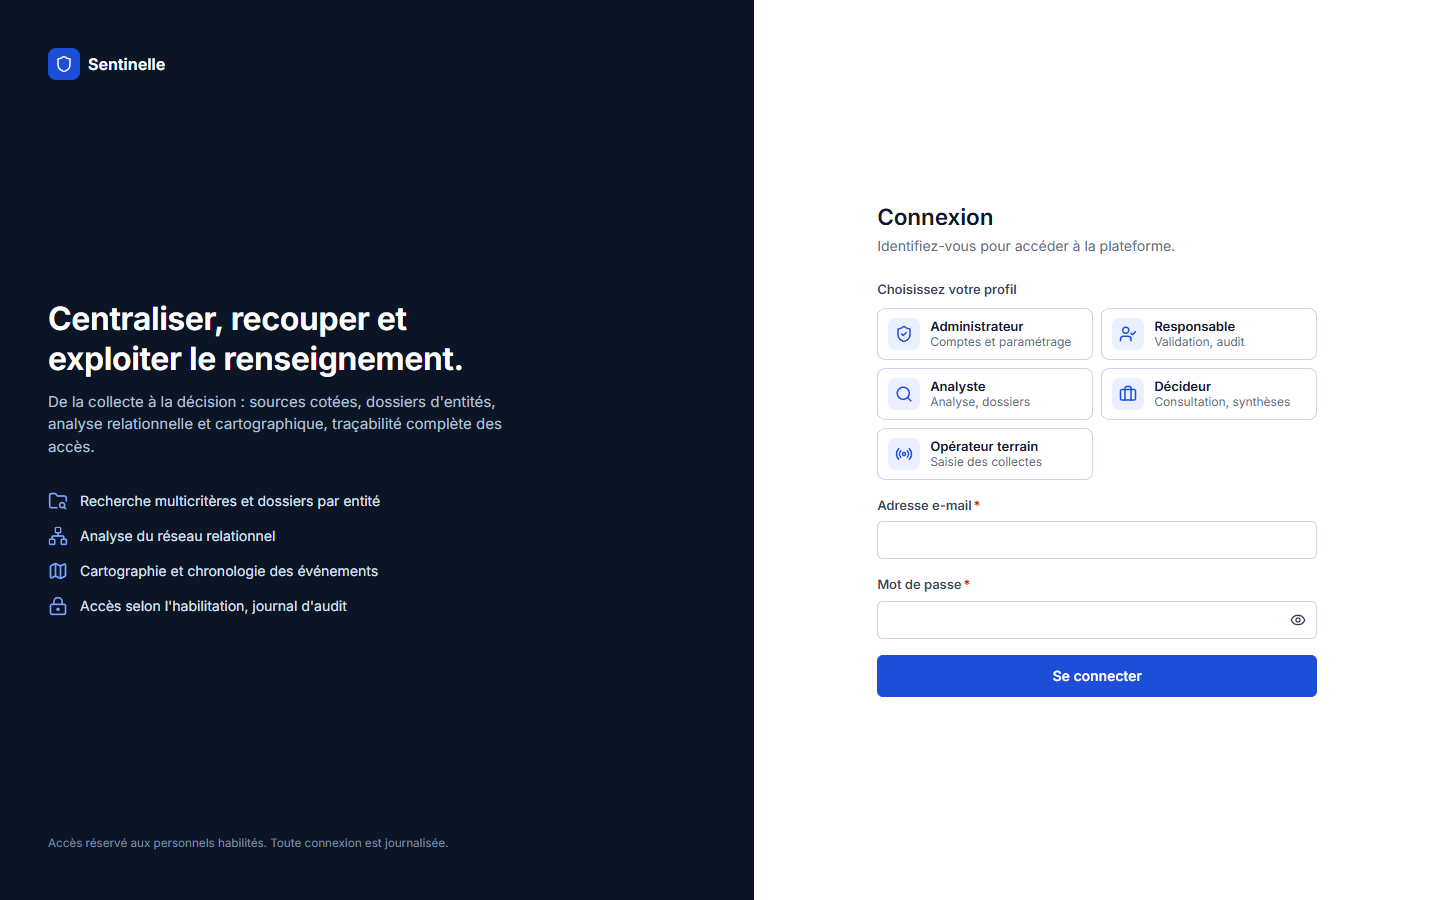 Sentinelle
Centraliser, recouper et
exploiter le renseignement.
De la collecte à la décision : sources cotées, dossiers d'entités,
analyse relationnelle et cartographique, traçabilité complète des
accès.
Recherche multicritères et dossiers par entité
Analyse du réseau relationnel
Cartographie et chronologie des événements
Accès selon l'habilitation, journal d'audit
Accès réservé aux personnels habilités. Toute connexion est journalisée.
Connexion
Identifiez-vous pour accéder à la plateforme.
Choisissez votre profil
Administrateur
Comptes et paramétrage
Responsable
Validation, audit
Analyste
Analyse, dossiers
Décideur
Consultation, synthèses
Opérateur terrain
Saisie des collectes
Adresse e-mail *
Mot de passe *
Se connecter